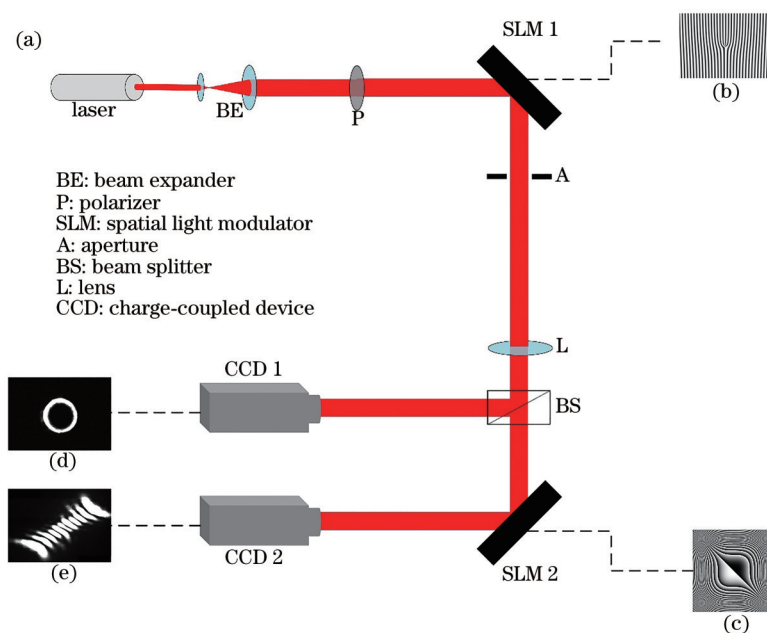 (a)
SLM 1
(b)
laser
BE
P
A
BE: beam expander
P: polarizer
SLM: spatial light modulator
A: aperture
BS: beam splitter
L: lens
CCD: charge-coupled device
L
CCD 1
BS
(d)
CCD 2
SLM 2
(e)
(c)